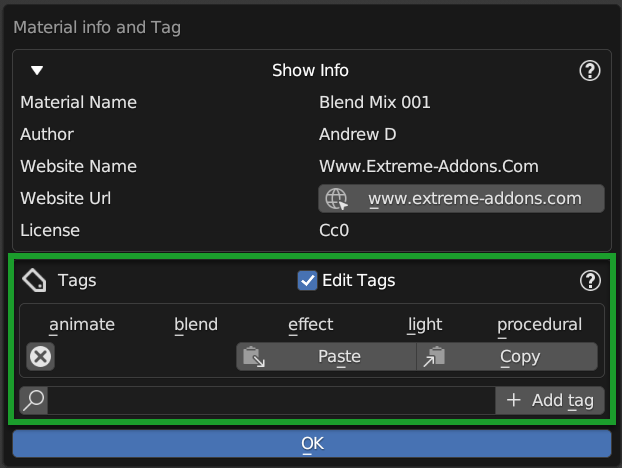 Material info and Tag
Show Info
Material Name Blend Mix 001
Author Andrew D
Website Name Www.Extreme-Addons.Com
Website Url www.extreme-addons.com
License Cc0
Tags Edit Tags
animate blend effect light procedural
Paste Copy
+ Add tag
OK